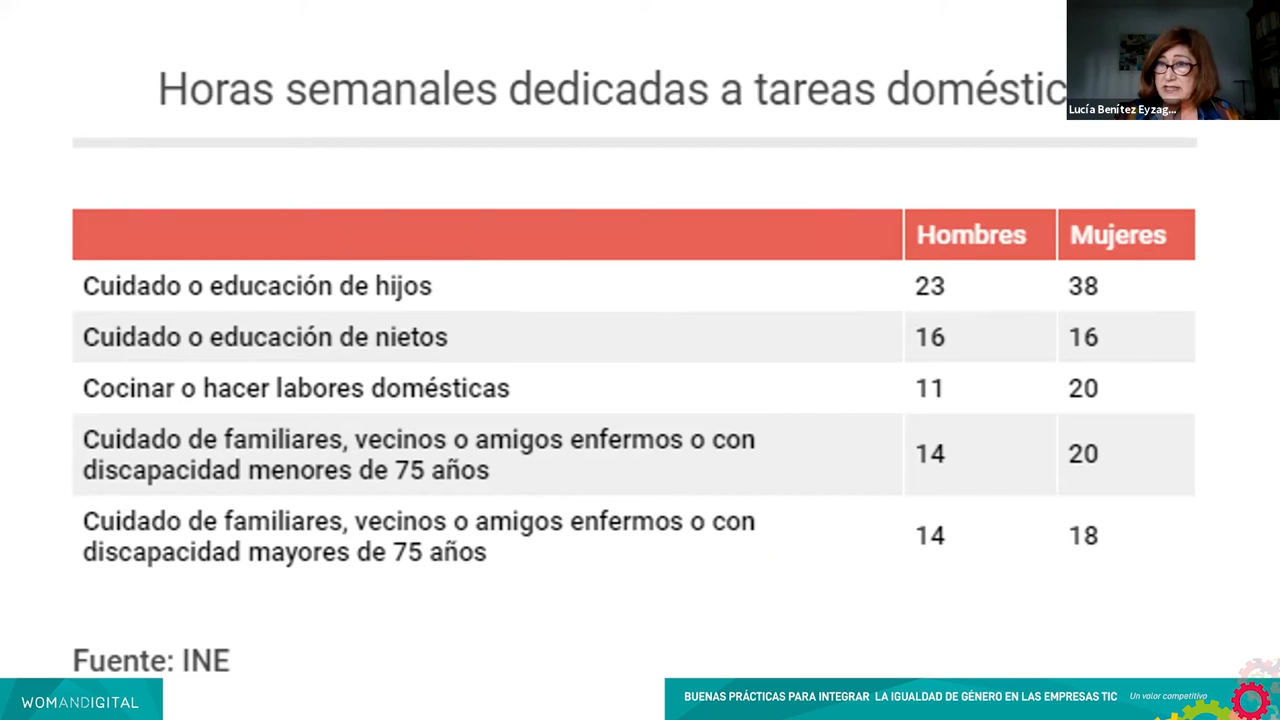 Horas semanales dedicadas a tareas
Lucía Benítez Eyzag...
Hombres Mujeres
Cuidado o educación de hijos 23 38
Cuidado o educación de nietos 16 16
Cocinar o hacer labores domésticas 11 20
Cuidado de familiares, vecinos o amigos enfermos o con
discapacidad menores de 75 años 14 20
Cuidado de familiares, vecinos o amigos enfermos o con
discapacidad mayores de 75 años 14 18
Fuente: INE
WOMANDIGITAL
BUENAS PRÁCTICAS PARA INTEGRAR LA IGUALDAD DE GÉNERO EN LAS EMPRESAS TIC Un valor competitivo